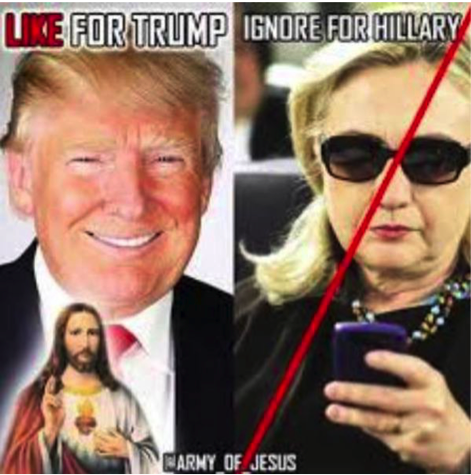 LIKE FOR TRUMP
IGNORE FOR HILLARY
@ARMY_OF_JESUS